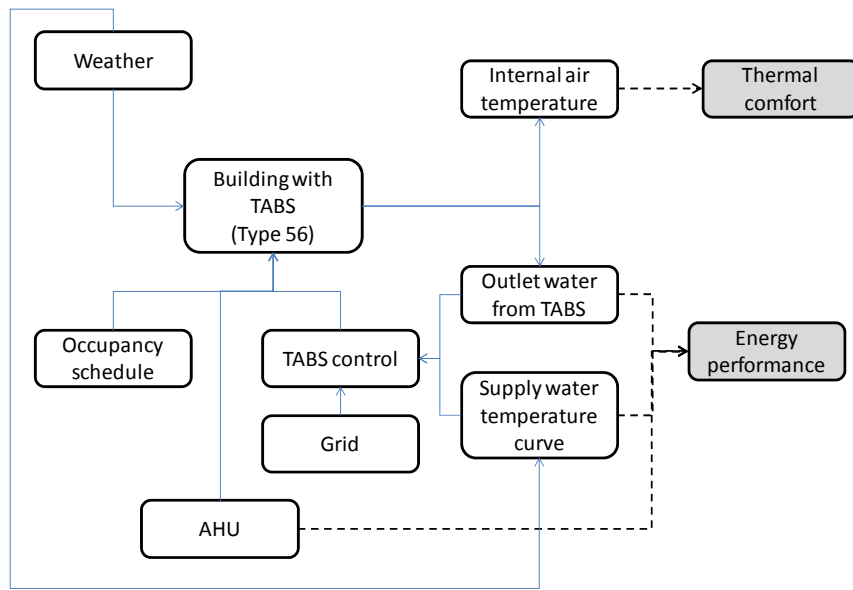 Weather
Internal air
temperature
Thermal
comfort
Building with
TABS
(Type 56)
Outlet water
from TABS
Occupancy
schedule
TABS control
Energy
performance
Supply water
temperature
curve
Grid
AHU